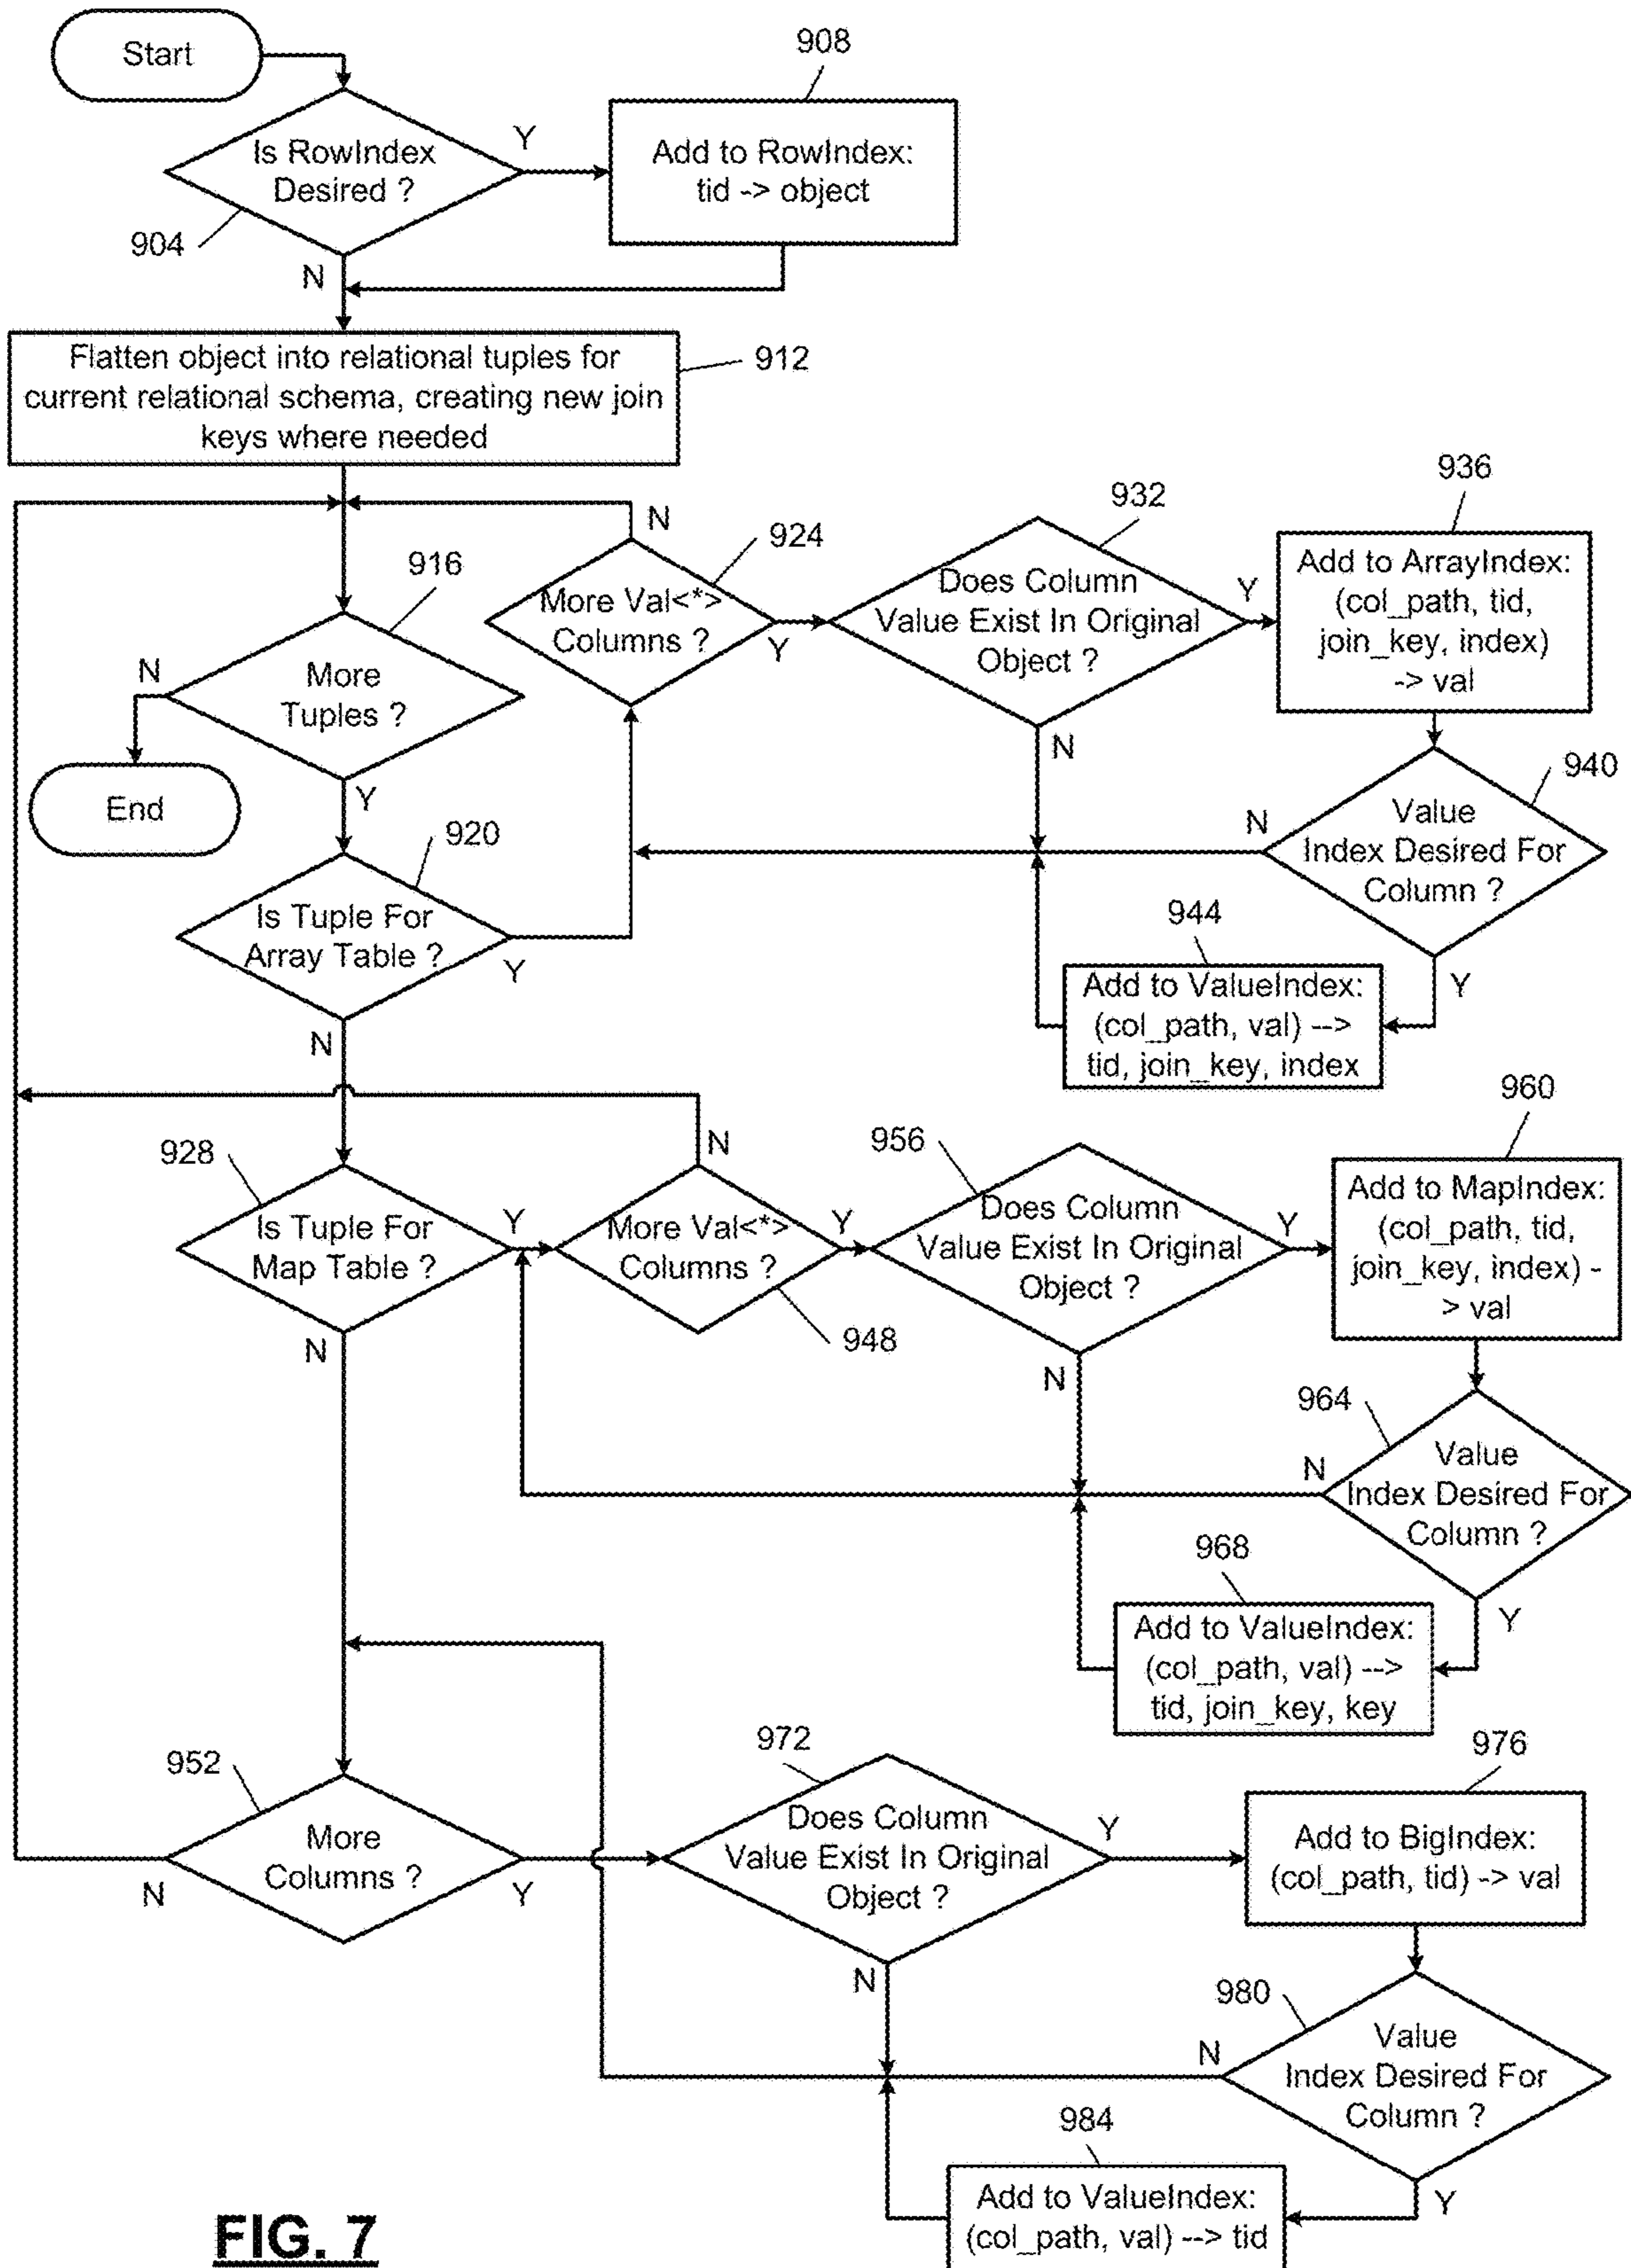 Start
908
Is RowIndex
Desired ?
Y
Add to RowIndex:
tid -> object
904
N
Flatten object into relational tuples for
current relational schema, creating new join
keys where needed
912
936
932
N
924
916
More Val<*>
Columns ?
Y
Does Column
Value Exist In Original
Object ?
Y
Add to ArrayIndex:
(col_path, tid,
join_key, index)
-> val
N
More
Tuples ?
N
940
End
Y
Value
Index Desired For
Column ?
N
920
Is Tuple For
Array Table ?
Y
944
Add to ValueIndex:
(col_path, val) -->
tid, join_key, index
Y
N
960
956
N
928
Is Tuple For
Map Table ?
Y
More Val<*>
Columns ?
Y
948
Does Column
Value Exist In Original
Object ?
Y
Add to MapIndex:
(col_path, tid,
join_key, index) -
> val
N
N
964
Value
Index Desired For
Column ?
N
968
Y
Add to ValueIndex:
(col_path, val) -->
tid, join_key, key
952
972
976
More
Columns ?
N
Y
Does Column
Value Exist In Original
Object ?
Y
Add to BigIndex:
(col_path, tid) -> val
N
980
Value
Index Desired For
Column ?
N
984
Y
Add to ValueIndex:
(col_path, val) --> tid
FIG. 7